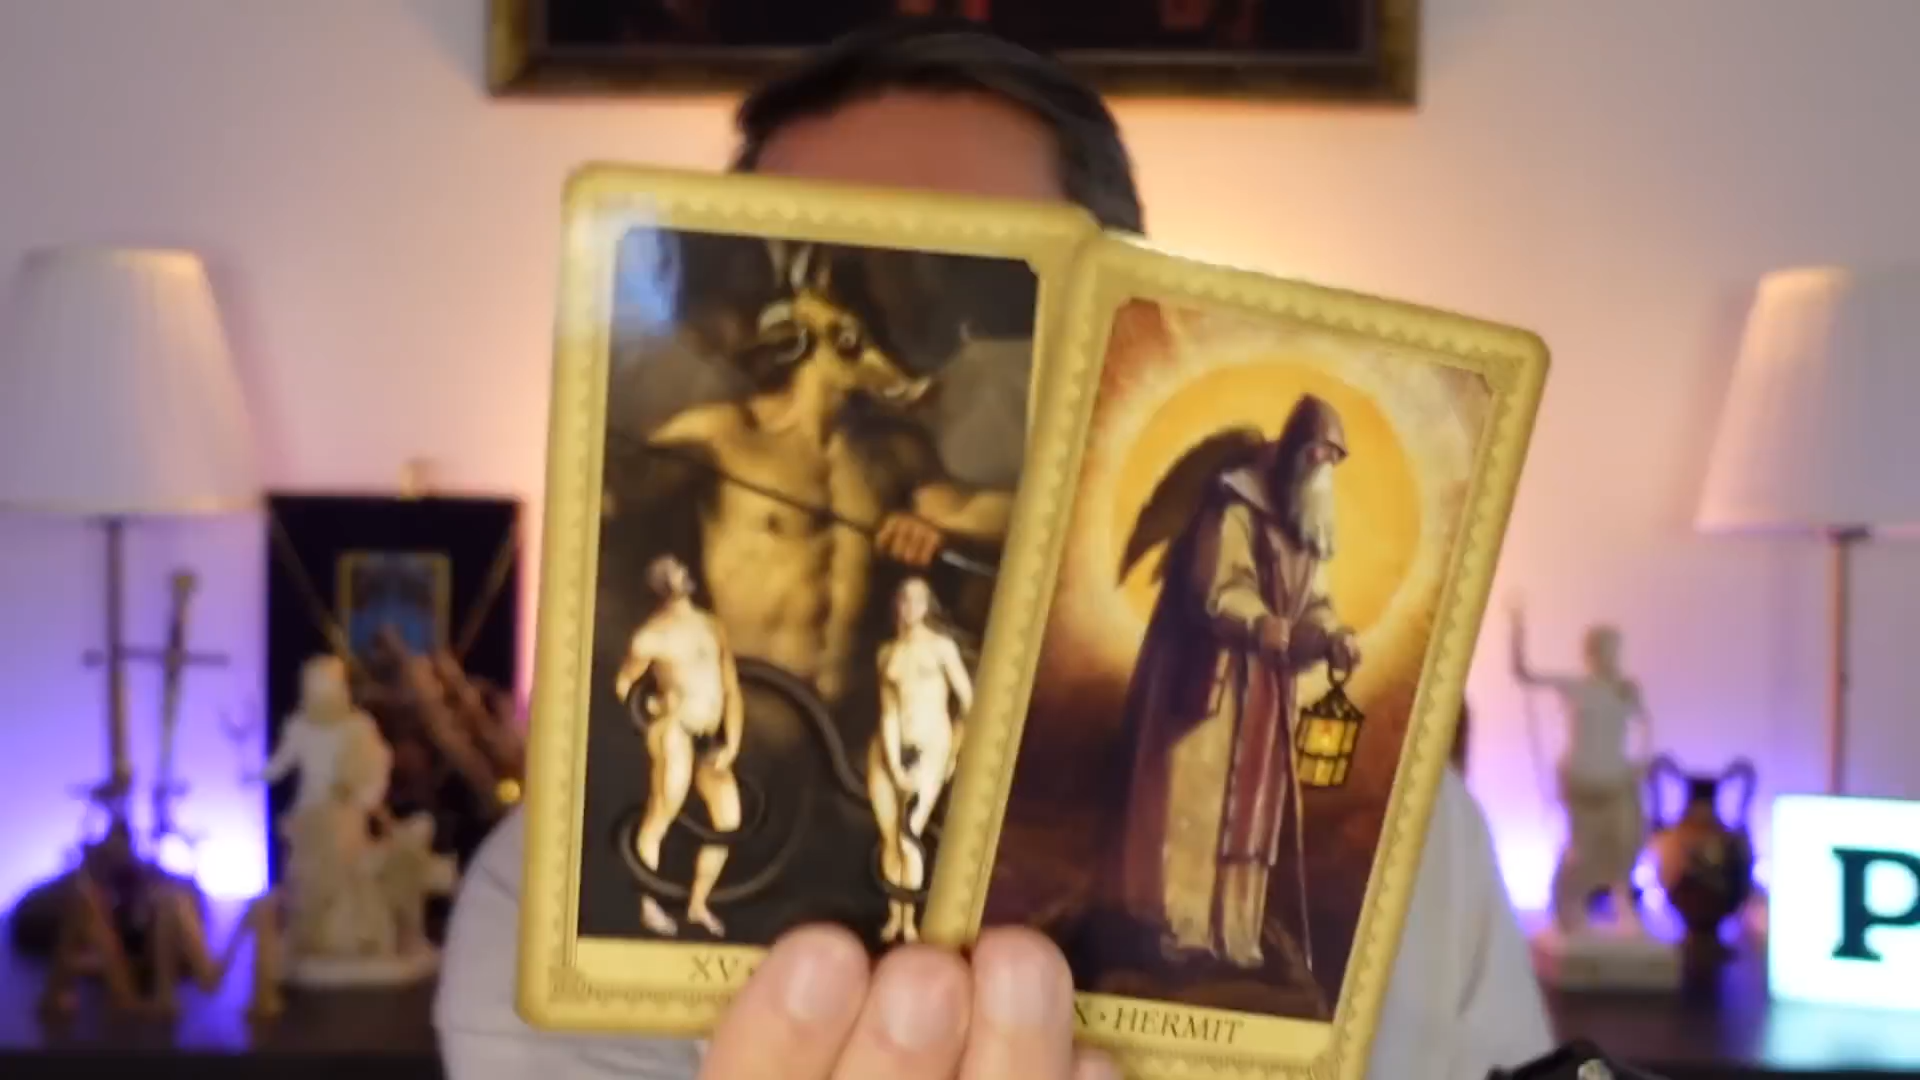 XV •
X • HERMIT
P